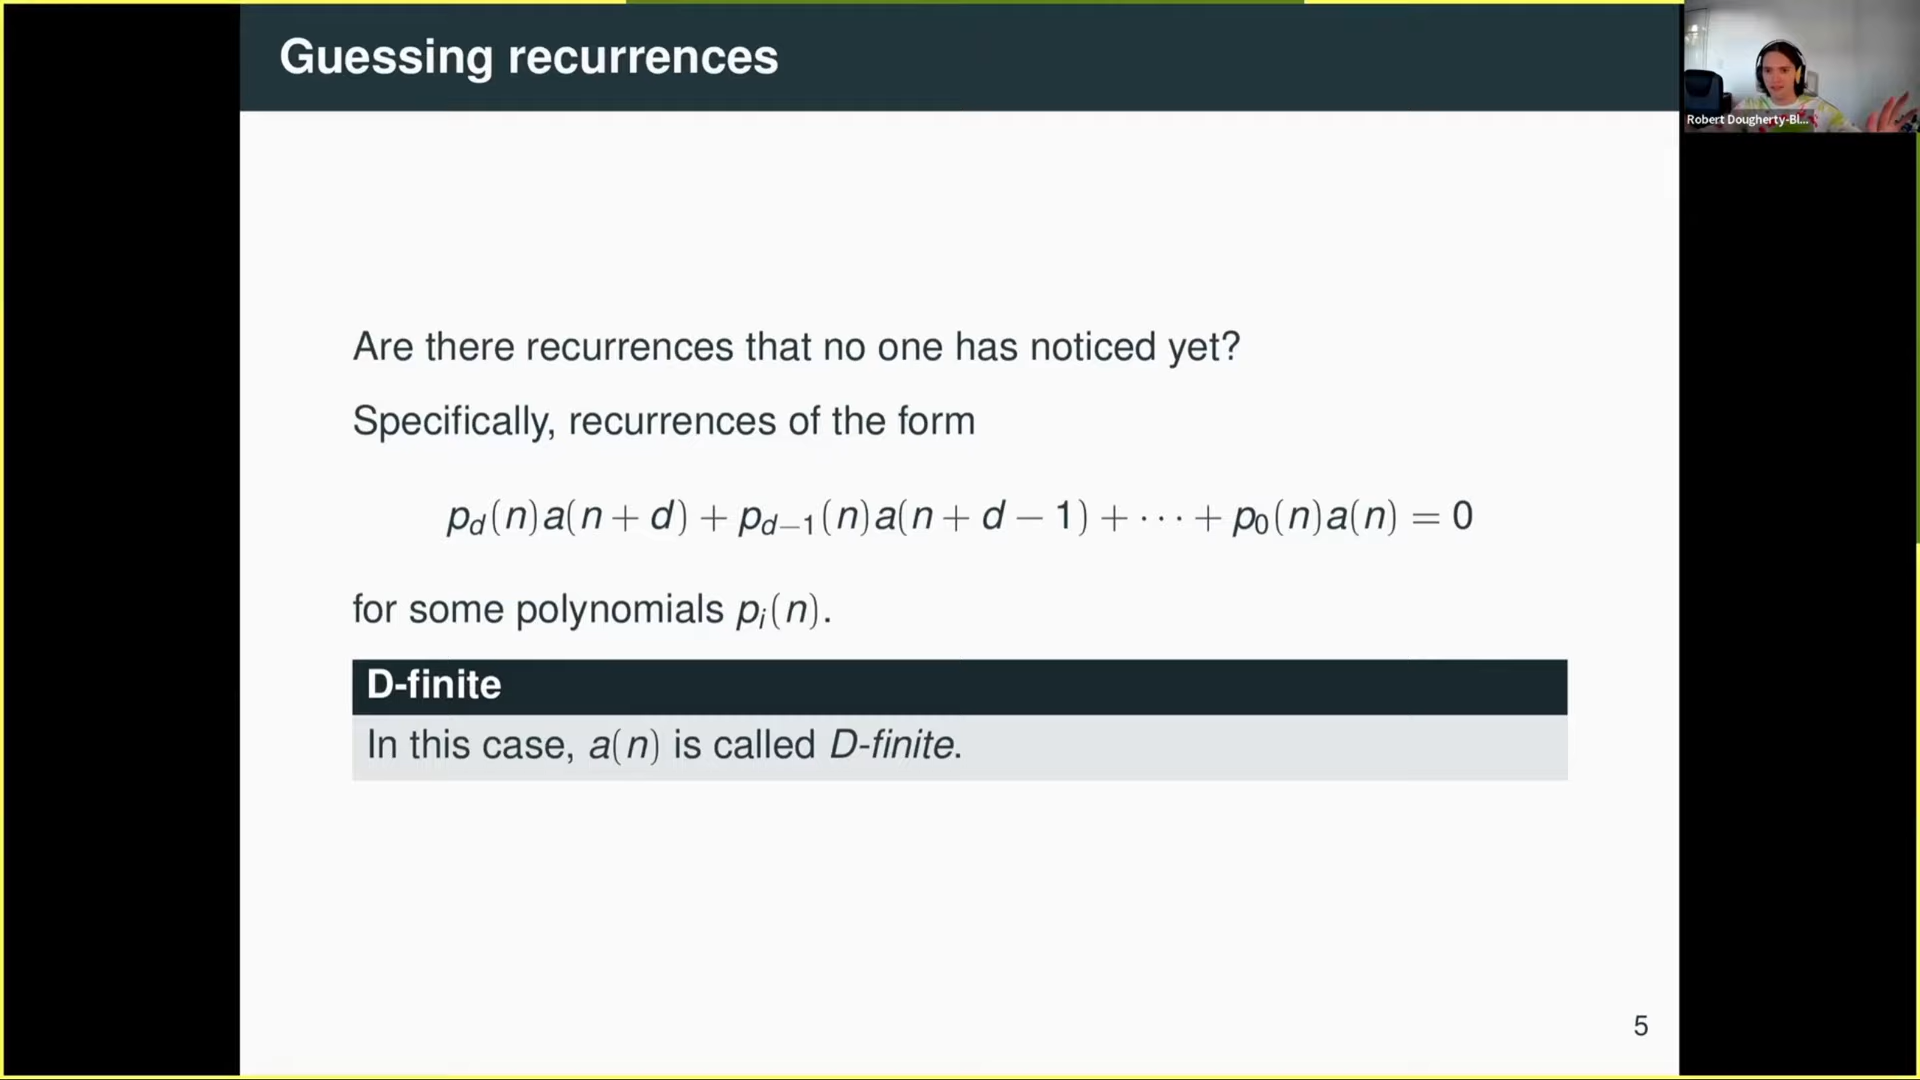 Guessing recurrences
Robert Dougherty-Bl...
Are there recurrences that no one has noticed yet?
Specifically, recurrences of the form
p_d(n)a(n + d) + p_{d−1}(n)a(n + d − 1) + ··· + p_0(n)a(n) = 0
for some polynomials p_i(n).
D-finite
In this case, a(n) is called D-finite.
5